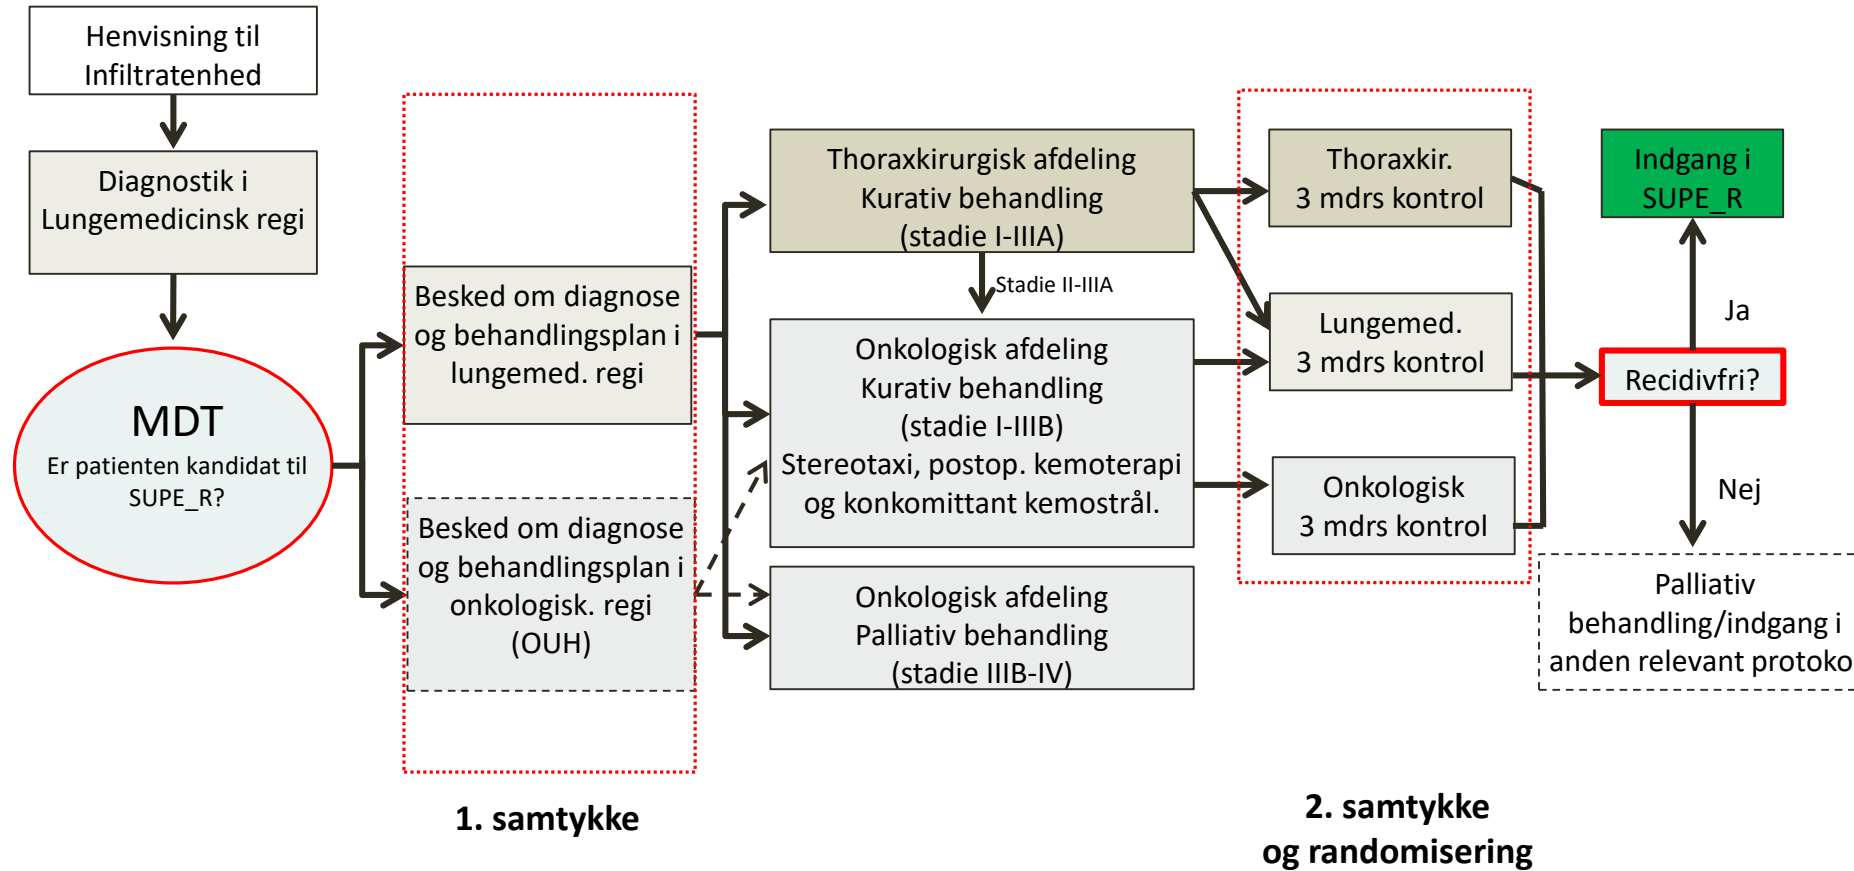 Henvisning til
Infiltratenhed
Diagnostik i
Lungemedicinsk regi
MDT
Er patienten kandidat til
SUPE_R?
Besked om diagnose
og behandlingsplan i
lungemed. regi
Besked om diagnose
og behandlingsplan i
onkologisk. regi
(OUH)
1. samtykke
Thoraxkirurgisk afdeling
Kurativ behandling
(stadie I-IIIA)
Stadie II-IIIA
Onkologisk afdeling
Kurativ behandling
(stadie I-IIIB)
Stereotaxi, postop. kemoterapi
og konkomittant kemostrål.
Onkologisk afdeling
Palliativ behandling
(stadie IIIB-IV)
Thoraxkir.
3 mdrs kontrol
Lungemed.
3 mdrs kontrol
Onkologisk
3 mdrs kontrol
2. samtykke
og randomisering
Indgang i
SUPE_R
Ja
Recidivfri?
Nej
Palliativ
behandling/indgang i
anden relevant protoko